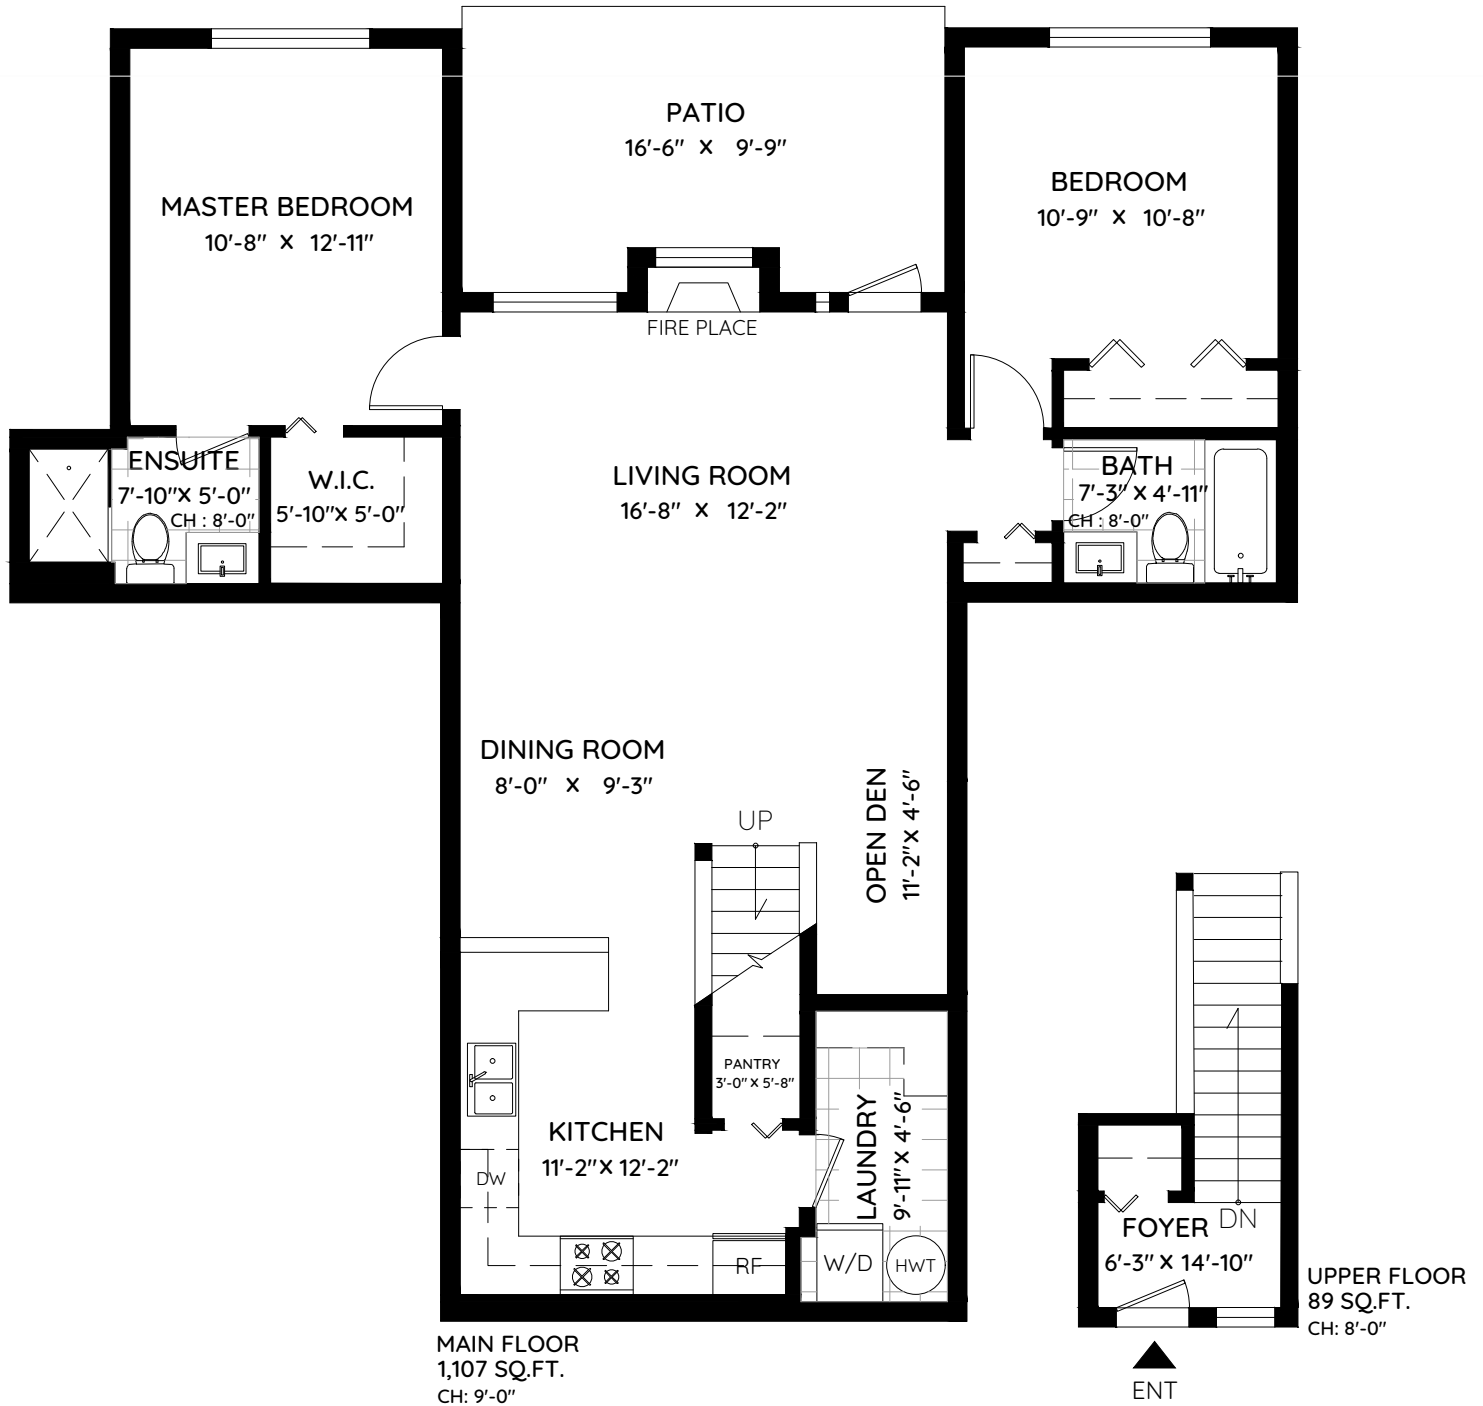 PATIO
16'-6" X 9'-9"
MASTER BEDROOM
10'-8" X 12'-11"
BEDROOM
10'-9" X 10'-8"
FIRE PLACE
ENSUITE
7'-10"X 5'-0"
CH : 8'-0"
W.I.C.
5'-10"X 5'-0"
LIVING ROOM
16'-8" X 12'-2"
BATH
7'-3" X 4'-11"
CH : 8'-0"
DINING ROOM
8'-0" X 9'-3"
OPEN DEN
11'-2"X 4'-6"
UP
PANTRY
3'-0" X 5'-8"
KITCHEN
11'-2"X 12'-2"
DW
LAUNDRY
9'-11"X 4'-6"
RF
W/D
HWT
DN
FOYER
6'-3" X 14'-10"
UPPER FLOOR
89 SQ.FT.
CH: 8'-0"
MAIN FLOOR
1,107 SQ.FT.
CH: 9'-0"
ENT